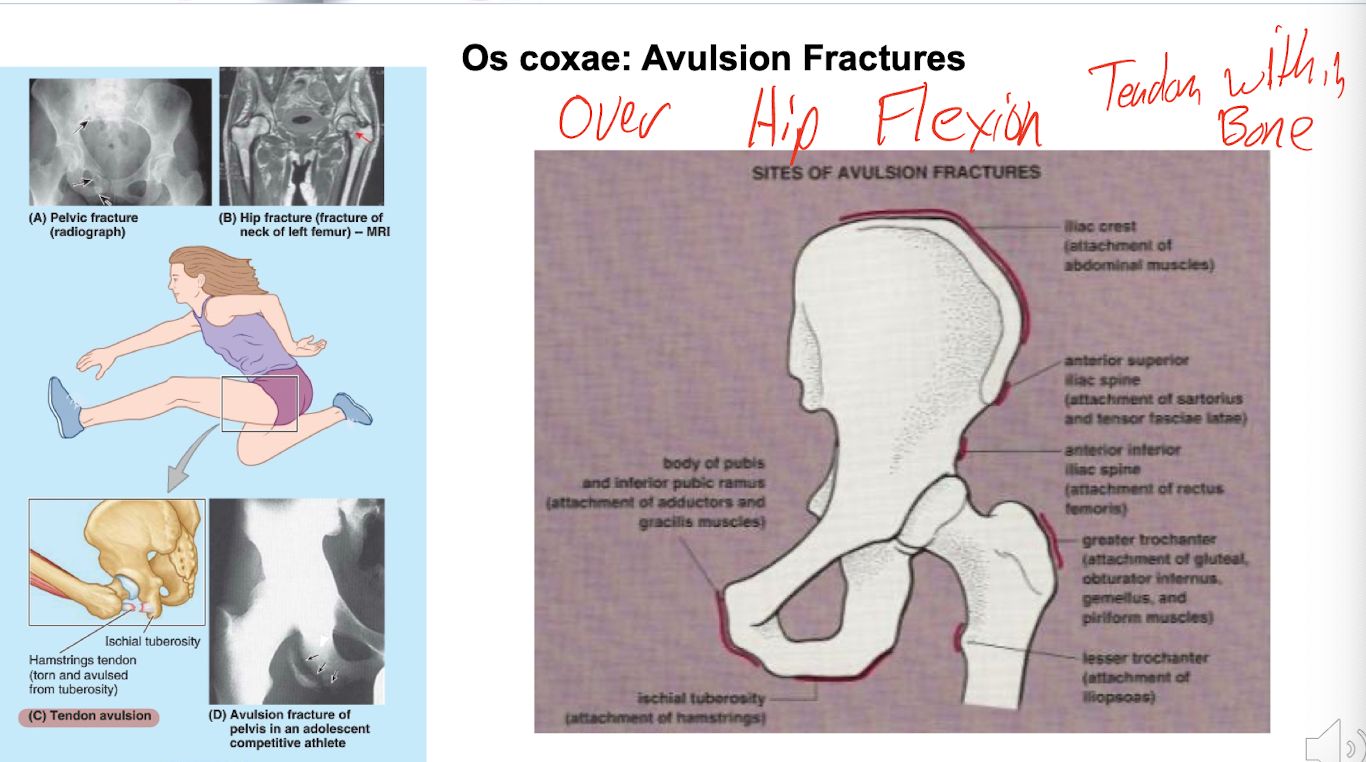 Os coxae: Avulsion Fractures
Over Hip Flexion
Tendon within
Bone
(A) Pelvic fracture
(radiograph)
(B) Hip fracture (fracture of
neck of left femur) – MRI
Ischial tuberosity
Hamstrings tendon
(torn and avulsed
from tuberosity)
(C) Tendon avulsion
(D) Avulsion fracture of
pelvis in an adolescent
competitive athlete
SITES OF AVULSION FRACTURES
iliac crest
(attachment of
abdominal muscles)
anterior superior
iliac spine
(attachment of sartorius
and tensor fasciae latae)
anterior inferior
iliac spine
(attachment of rectus
femoris)
body of pubis
and inferior pubic ramus
(attachment of adductors and
gracilis muscles)
greater trochanter
(attachment of gluteal,
obturator internus,
gemellus, and
piriform muscles)
lesser trochanter
(attachment of
iliopsoas)
ischial tuberosity
(attachment of hamstrings)